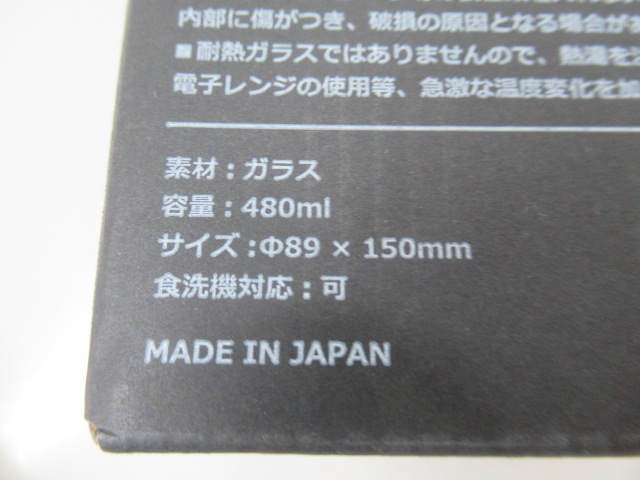 内部に傷がつき、破損の原因となる場合が
■耐熱ガラスではありませんので、熱湯を
電子レンジの使用等、急激な温度変化を加
素材：ガラス
容量：480ml
サイズ：Φ89 × 150mm
食洗機対応：可
MADE IN JAPAN